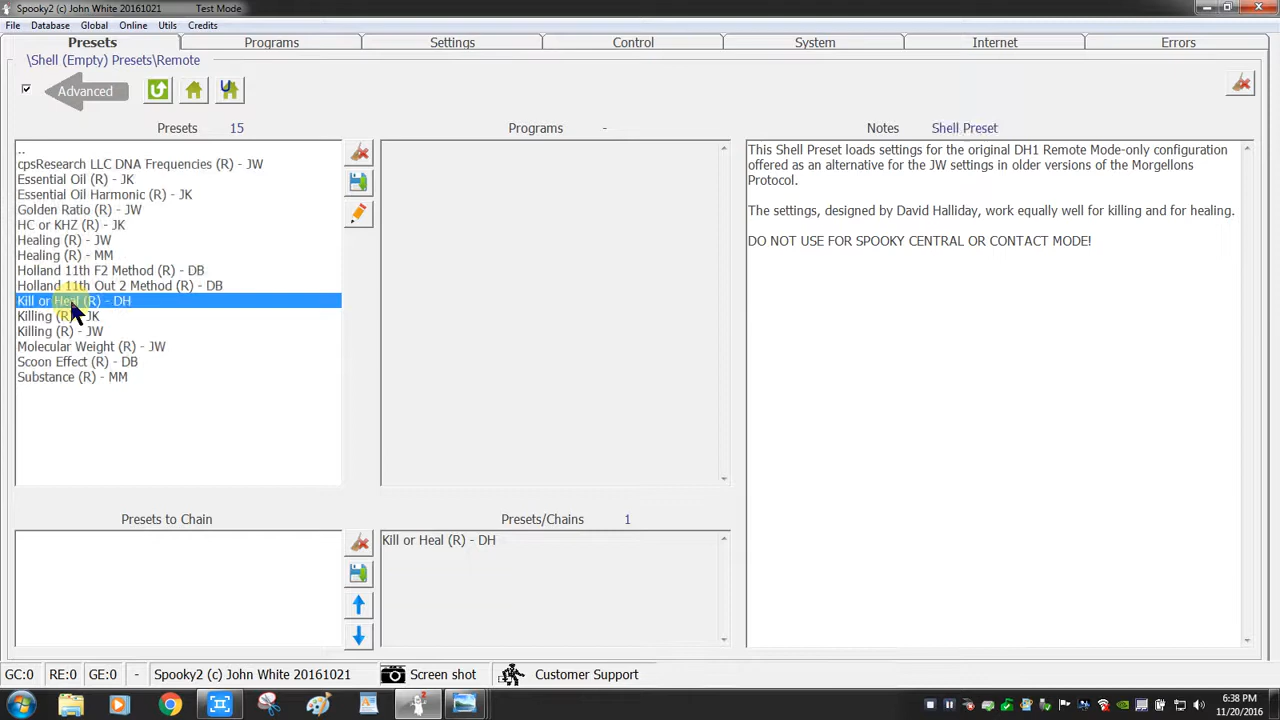 Spooky2 (c) John White 20161021 Test Mode
File Database Global Online Utils Credits
Presets Programs Settings Control System Internet Errors
\Shell (Empty) Presets\Remote
Advanced
Presets 15
Programs -
Notes Shell Preset
..
cpsResearch LLC DNA Frequencies (R) - JW
Essential Oil (R) - JK
Essential Oil Harmonic (R) - JK
Golden Ratio (R) - JW
HC or KHZ (R) - JK
Healing (R) - JW
Healing (R) - MM
Holland 11th F2 Method (R) - DB
Holland 11th Out 2 Method (R) - DB
Kill or Heal (R) - DH
Killing (R) - JK
Killing (R) - JW
Molecular Weight (R) - JW
Scoon Effect (R) - DB
Substance (R) - MM
This Shell Preset loads settings for the original DH1 Remote Mode-only configuration
offered as an alternative for the JW settings in older versions of the Morgellons
Protocol.
The settings, designed by David Halliday, work equally well for killing and for healing.
DO NOT USE FOR SPOOKY CENTRAL OR CONTACT MODE!
Presets to Chain
Presets/Chains 1
Kill or Heal (R) - DH
GC:0 RE:0 GE:0 - Spooky2 (c) John White 20161021 Screen shot Customer Support
6:38 PM
11/20/2016